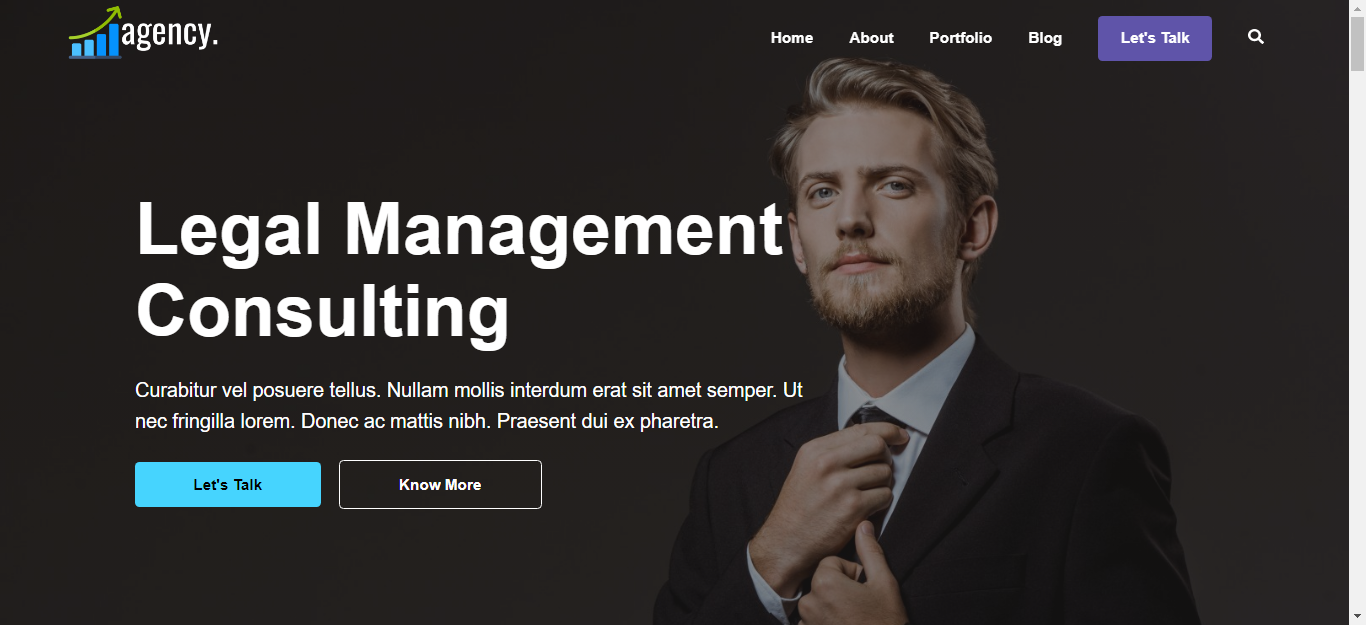 agency.
Home About Portfolio Blog Let's Talk
Legal Management
Consulting
Curabitur vel posuere tellus. Nullam mollis interdum erat sit amet semper. Ut
nec fringilla lorem. Donec ac mattis nibh. Praesent dui ex pharetra.
Let's Talk Know More